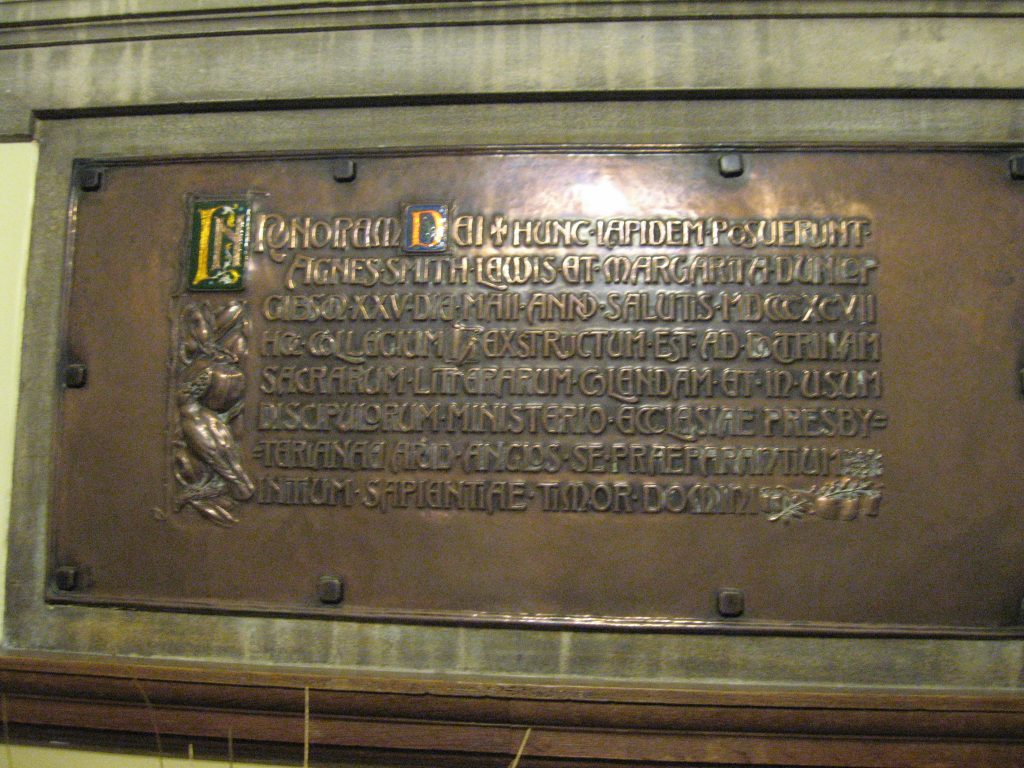 IN HONOREM DEI + HUNC · LAPIDEM · POSUERUNT ·
AGNES · SMITH · LEWIS · ET · MARGARITA · DUNLOP
GIBSON · XXV · DIE · MAII · ANNO · SALUTIS · MDCCCXCVII
HOC · COLLEGIUM · EXSTRUCTUM · EST · AD · DOCTRINAM
SACRARUM · LITTERARUM · COLENDAM · ET · IN · USUM
DISCIPULORUM · MINISTERIO · ECCLESIAE PRESBY=
=TERIANAE APUD · ANGLOS · SE · PRAEPARANTIUM
INITIUM · SAPIENTIAE · TIMOR · DOMINI